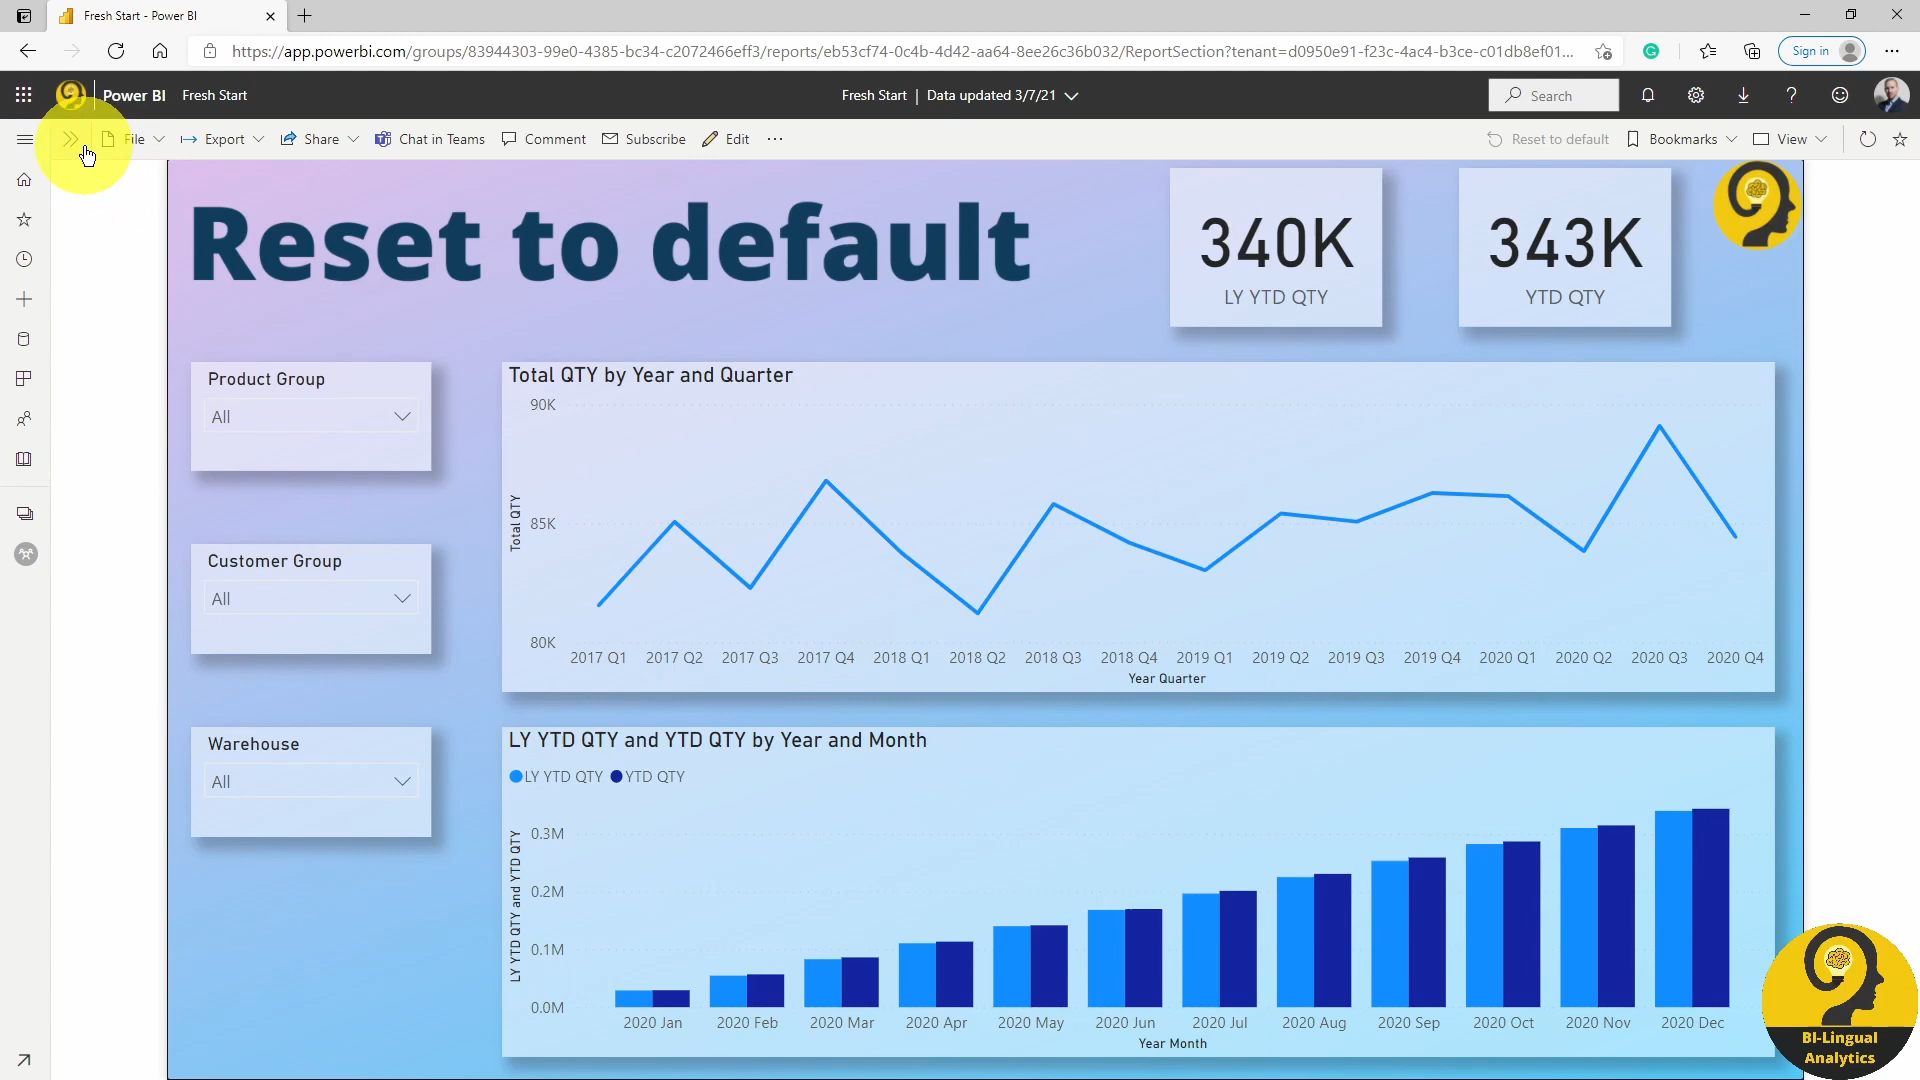 Fresh Start - Power BI
https://app.powerbi.com/groups/83944303-99e0-4385-bc34-c2072466eff3/reports/eb53cf74-0c4b-4d42-aa64-8ee26c36b032/ReportSection?tenant=d0950e91-f23c-4ac4-b3ce-c01db8ef01...
Sign in
Power BI Fresh Start
Fresh Start | Data updated 3/7/21
Search
File Export Share Chat in Teams Comment Subscribe Edit
Reset to default Bookmarks View
Reset to default
340K
LY YTD QTY
343K
YTD QTY
Product Group
All
Customer Group
All
Warehouse
All
Total QTY by Year and Quarter
90K
85K
80K
Total QTY
2017 Q1 2017 Q2 2017 Q3 2017 Q4 2018 Q1 2018 Q2 2018 Q3 2018 Q4 2019 Q1 2019 Q2 2019 Q3 2019 Q4 2020 Q1 2020 Q2 2020 Q3 2020 Q4
Year Quarter
LY YTD QTY and YTD QTY by Year and Month
LY YTD QTY YTD QTY
0.3M
0.2M
0.1M
0.0M
LY YTD QTY and YTD QTY
2020 Jan 2020 Feb 2020 Mar 2020 Apr 2020 May 2020 Jun 2020 Jul 2020 Aug 2020 Sep 2020 Oct 2020 Nov 2020 Dec
Year Month
BI-Lingual
Analytics